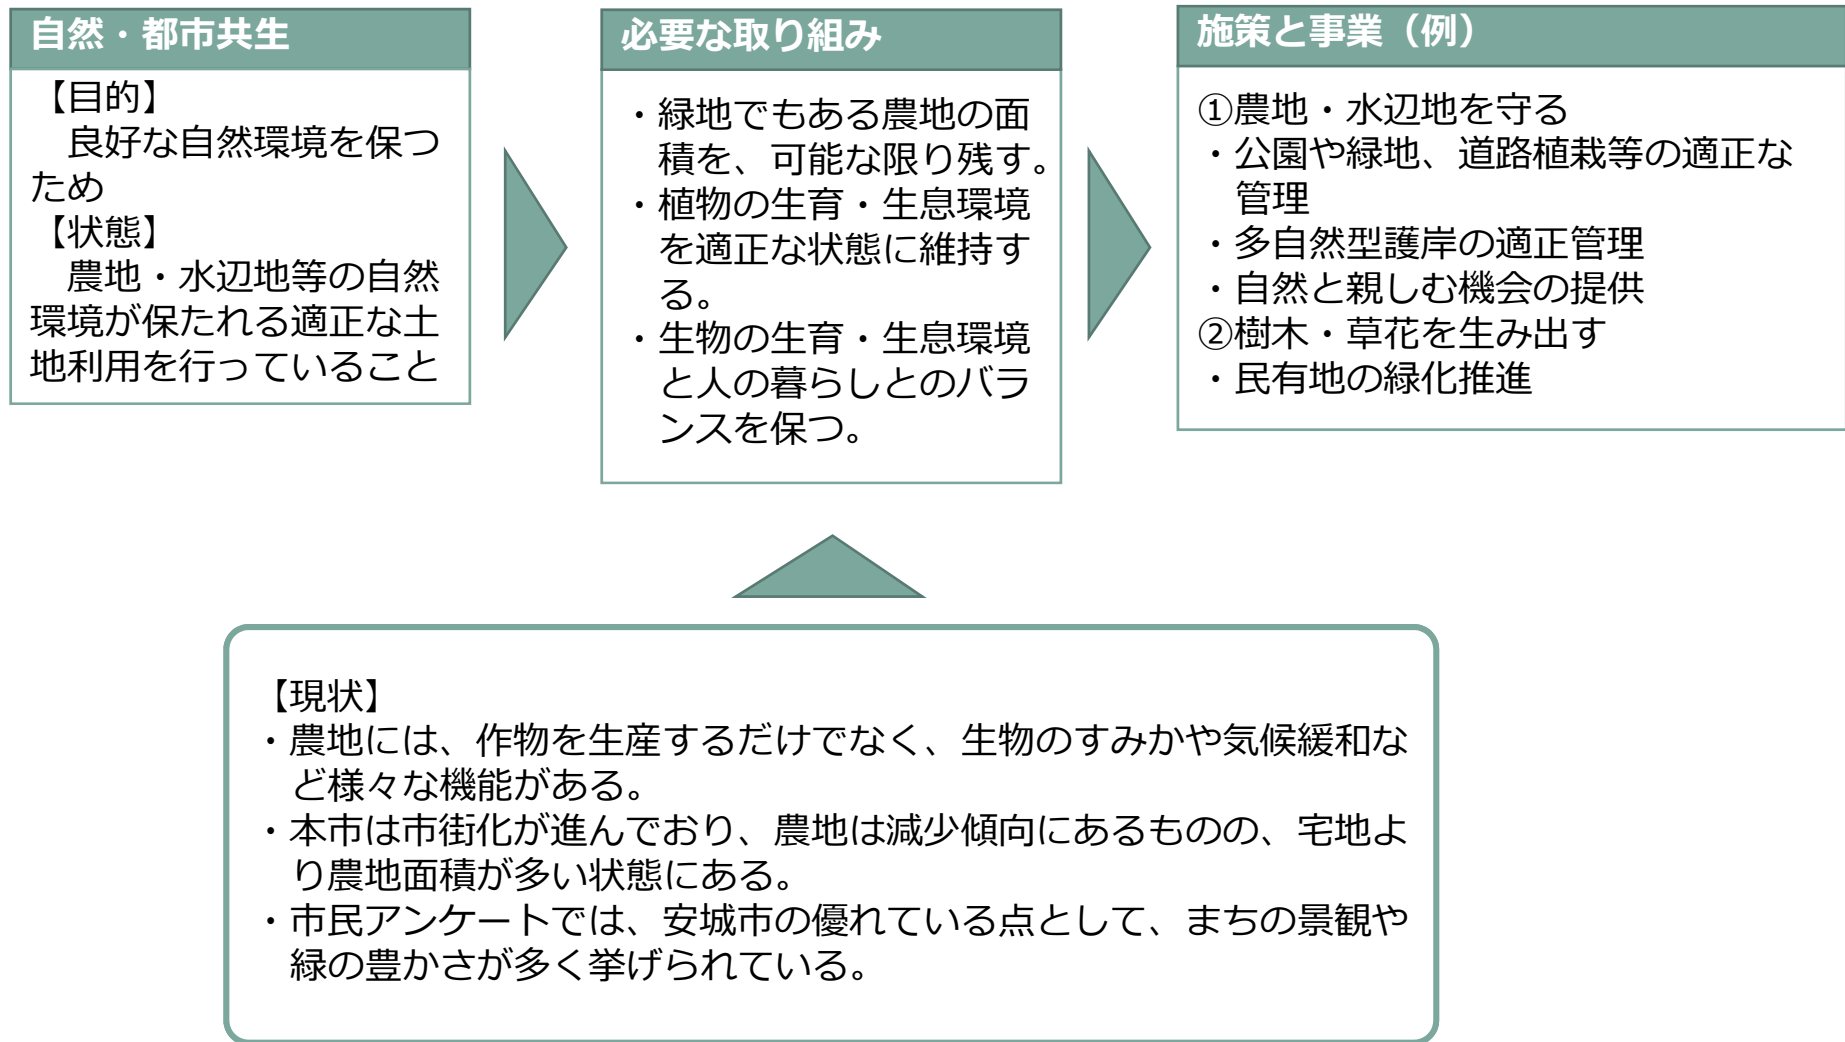 自然・都市共生
【目的】
　良好な自然環境を保つ
ため
【状態】
　農地・水辺地等の自然
環境が保たれる適正な土
地利用を行っていること
必要な取り組み
・緑地でもある農地の面
積を、可能な限り残す。
・植物の生育・生息環境
を適正な状態に維持す
る。
・生物の生育・生息環境
と人の暮らしとのバラ
ンスを保つ。
施策と事業（例）
①農地・水辺地を守る
・公園や緑地、道路植栽等の適正な
管理
・多自然型護岸の適正管理
・自然と親しむ機会の提供
②樹木・草花を生み出す
・民有地の緑化推進
【現状】
・農地には、作物を生産するだけでなく、生物のすみかや気候緩和な
ど様々な機能がある。
・本市は市街化が進んでおり、農地は減少傾向にあるものの、宅地よ
り農地面積が多い状態にある。
・市民アンケートでは、安城市の優れている点として、まちの景観や
緑の豊かさが多く挙げられている。